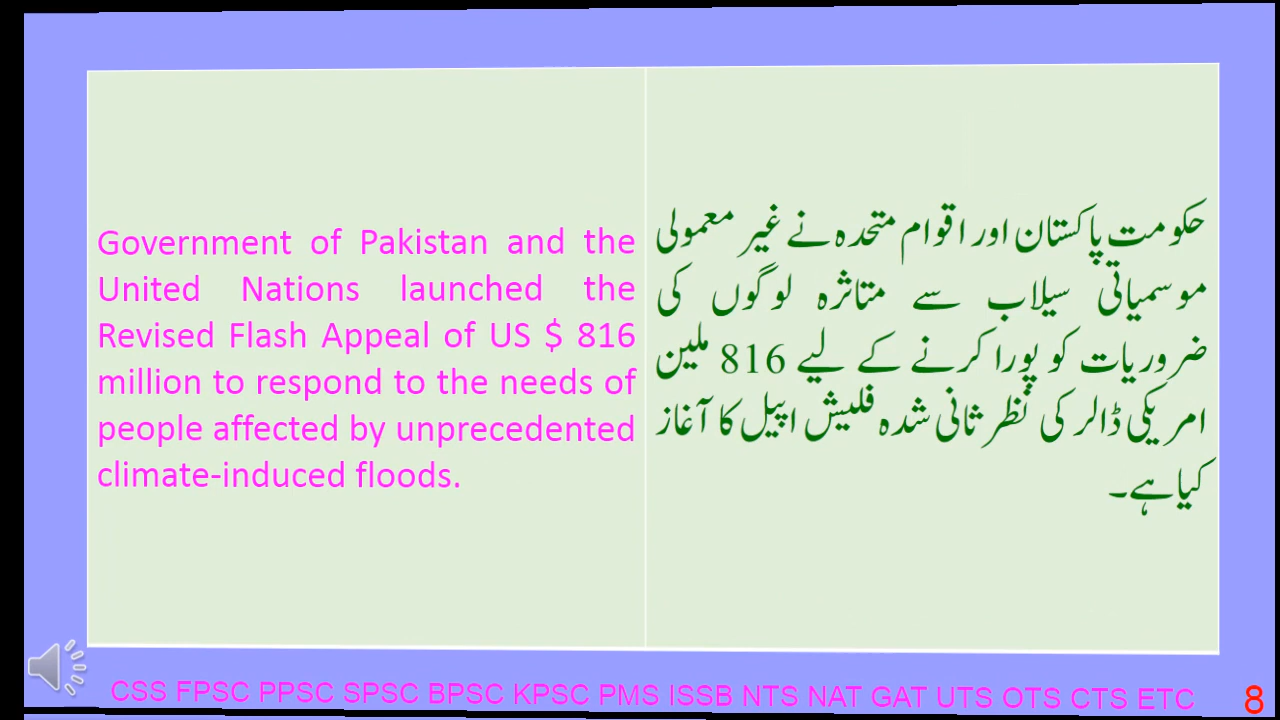 Government of Pakistan and the
United Nations launched the
Revised Flash Appeal of US $ 816
million to respond to the needs of
people affected by unprecedented
climate-induced floods.
حکومت پاکستان اور اقوام متحدہ نے غیر معمولی
موسمیاتی سیلاب سے متاثرہ لوگوں کی
ضروریات کو پورا کرنے کے لیے 816 ملین
امریکی ڈالر کی نظر ثانی شدہ فلیش اپیل کا آغاز
کیا ہے۔
CSS FPSC PPSC SPSC BPSC KPSC PMS ISSB NTS NAT GAT UTS OTS CTS ETC
8